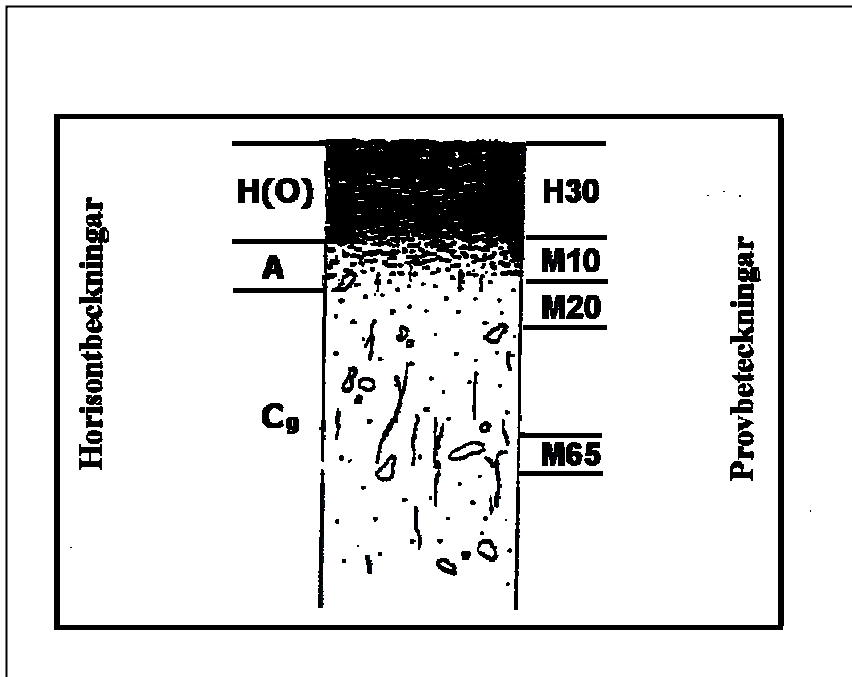 Horisontbeckningar
H(O)
A
Cg
H30
M10
M20
M65
Provbeteckningar